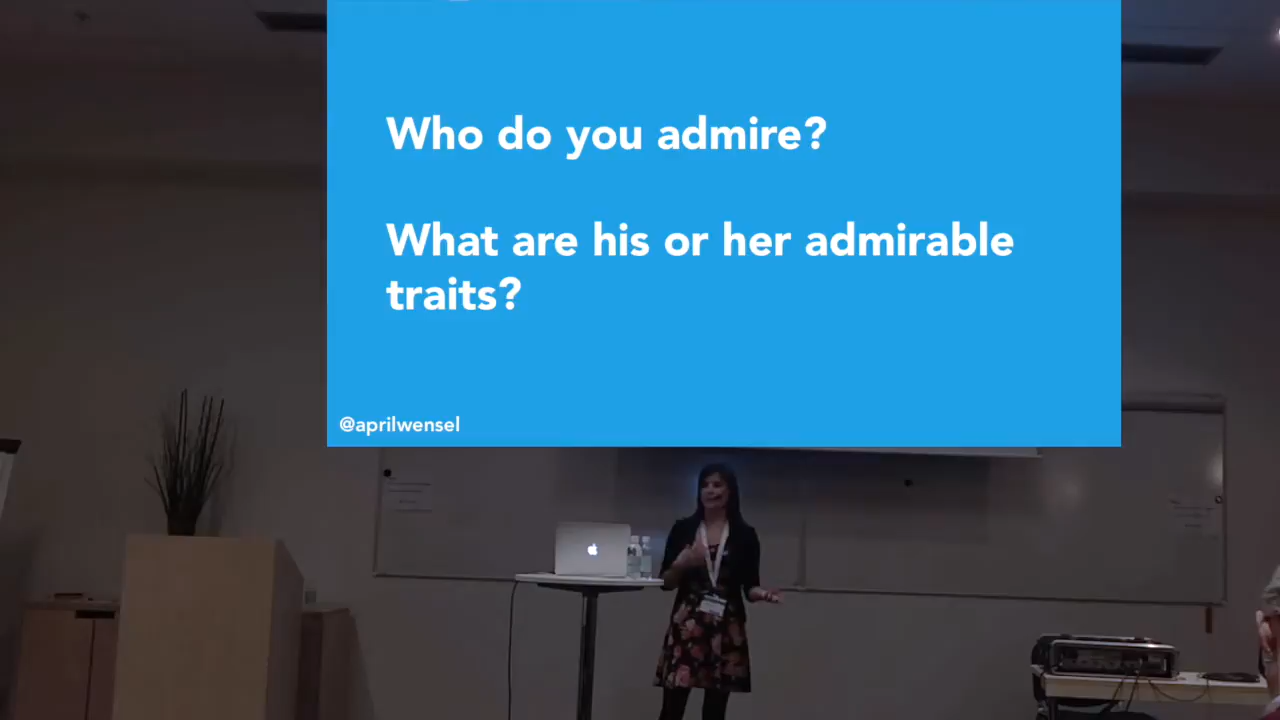 Who do you admire?
What are his or her admirable
traits?
@aprilwensel